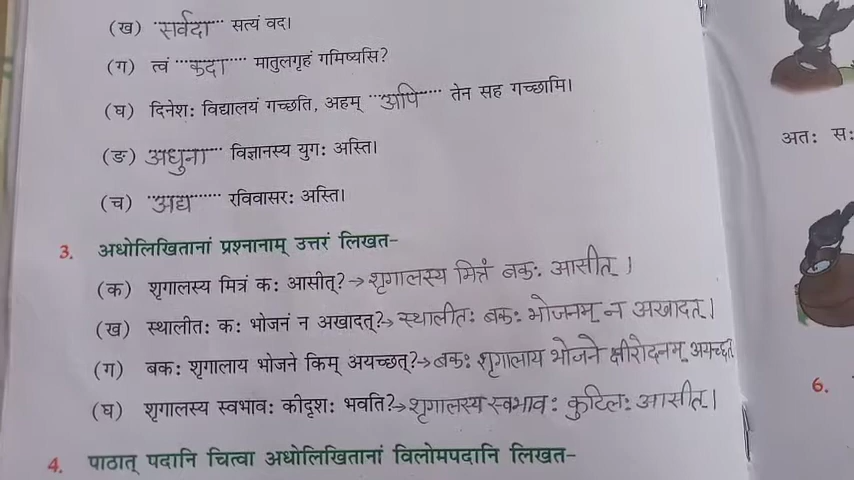 (ख) सर्वदा सत्यं वद।
(ग) त्वं कदा मातुलगृहं गमिष्यसि?
(घ) दिनेशः विद्यालयं गच्छति, अहम् अपि तेन सह गच्छामि।
(ङ) अधुना विज्ञानस्य युगः अस्ति।
(च) अद्य रविवासरः अस्ति।
3. अधोलिखितानां प्रश्नानाम् उत्तरं लिखत–
(क) शृगालस्य मित्रं कः आसीत्?→शृगालस्य मित्रं बकः आसीत्।
(ख) स्थालीतः कः भोजनं न अखादत्?→स्थालीतः बकः भोजनम् न अखादत्।
(ग) बकः शृगालाय भोजने किम् अयच्छत्?→बकः शृगालाय भोजने क्षीरोदनम् अयच्छत्
(घ) शृगालस्य स्वभावः कीदृशः भवति?→शृगालस्य स्वभावः कुटिलः आसीत्।
4. पाठात् पदानि चित्वा अधोलिखितानां विलोमपदानि लिखत–
अतः सः
6.